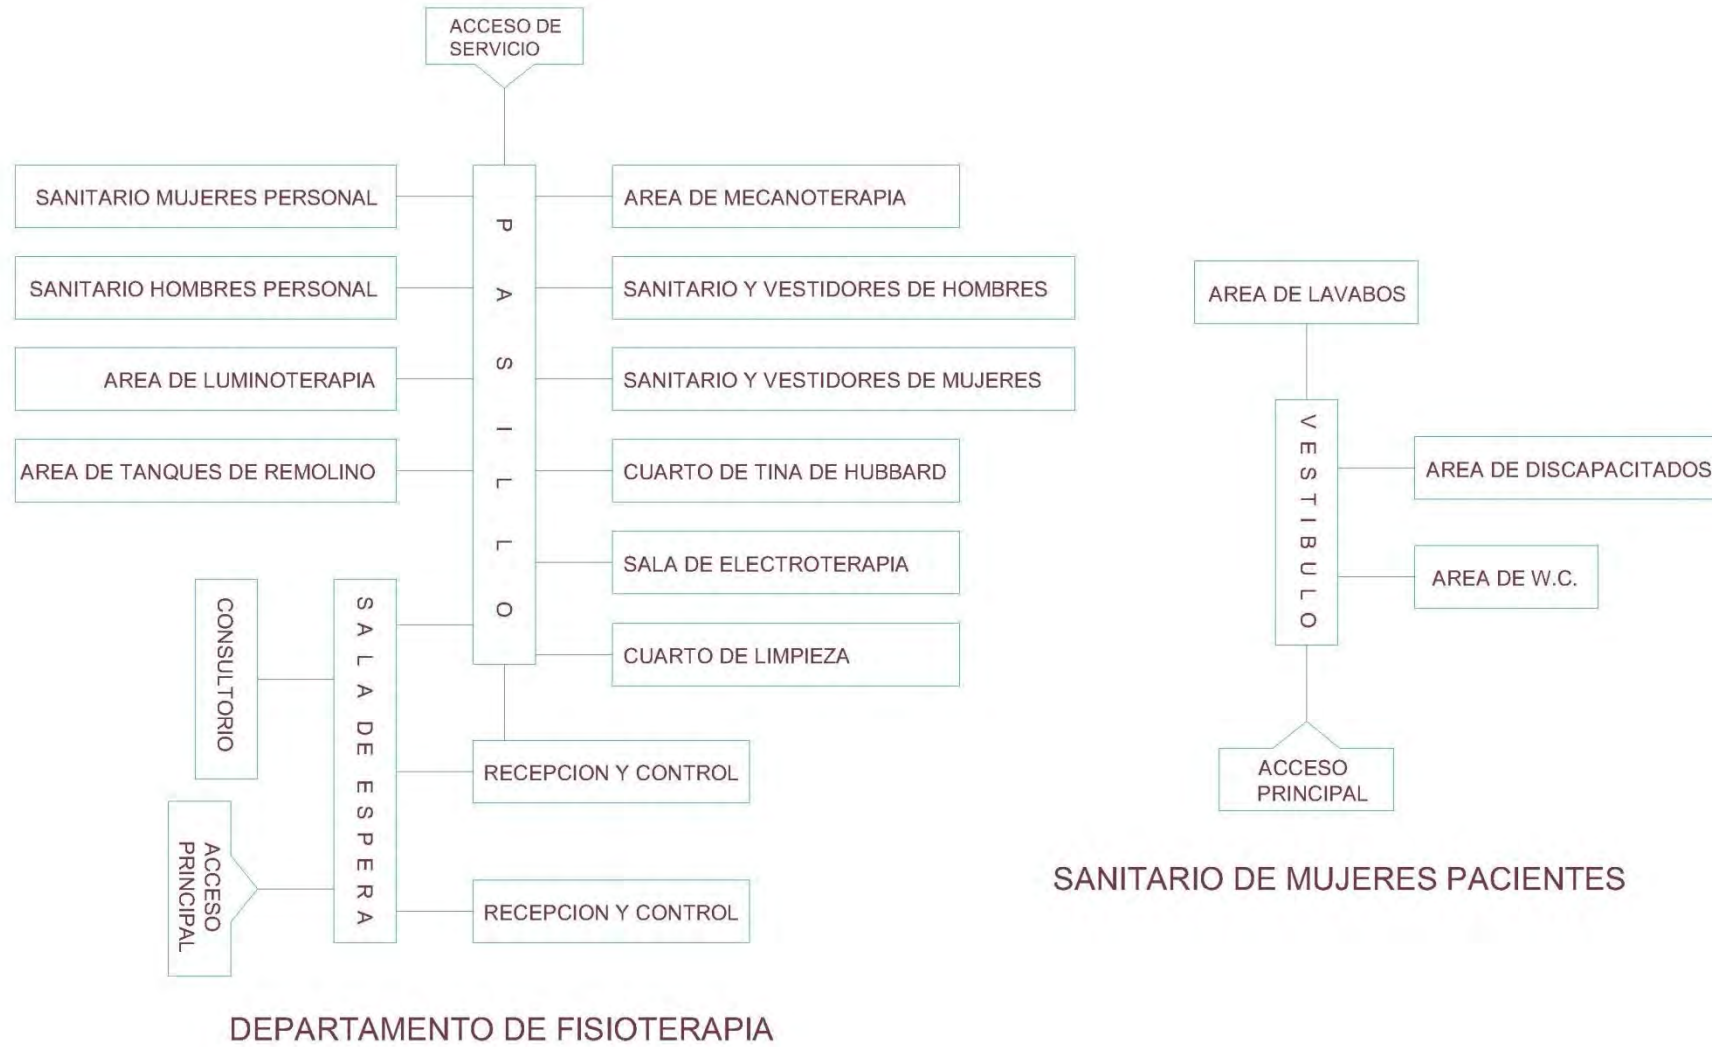 ACCESO DE
SERVICIO
SANITARIO MUJERES PERSONAL
SANITARIO HOMBRES PERSONAL
AREA DE LUMINOTERAPIA
AREA DE TANQUES DE REMOLINO
PASILLO
AREA DE MECANOTERAPIA
SANITARIO Y VESTIDORES DE HOMBRES
SANITARIO Y VESTIDORES DE MUJERES
CUARTO DE TINA DE HUBBARD
SALA DE ELECTROTERAPIA
CUARTO DE LIMPIEZA
CONSULTORIO
ACCESO
PRINCIPAL
SALA DE ESPERA
RECEPCION Y CONTROL
RECEPCION Y CONTROL
DEPARTAMENTO DE FISIOTERAPIA
AREA DE LAVABOS
VESTIBULO
AREA DE DISCAPACITADOS
AREA DE W.C.
ACCESO
PRINCIPAL
SANITARIO DE MUJERES PACIENTES